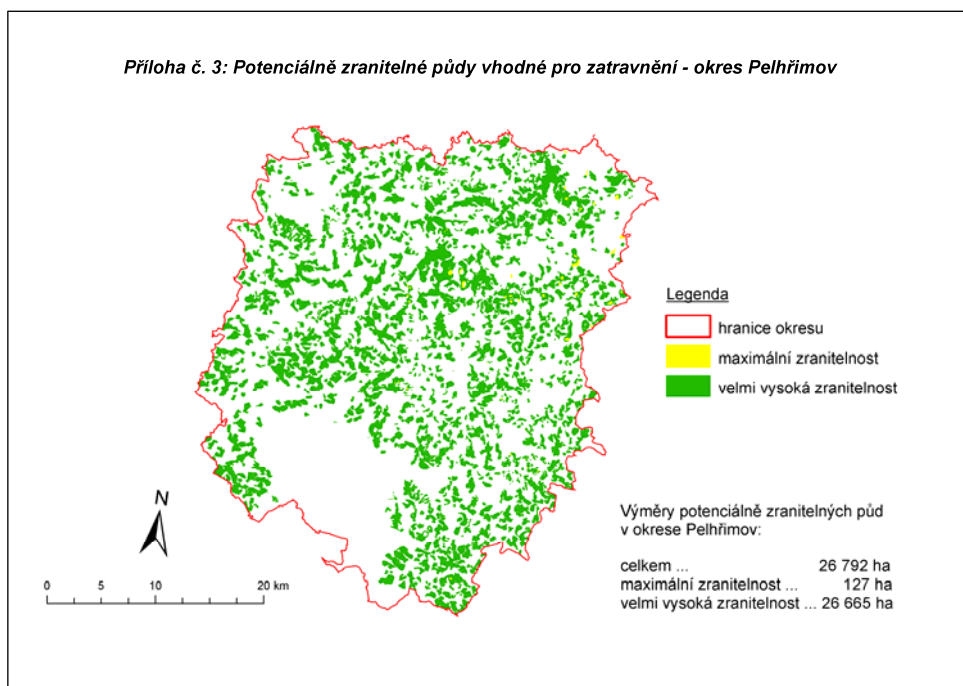 Příloha č. 3: Potenciálně zranitelné půdy vhodné pro zatravnění - okres Pelhřimov
Legenda
hranice okresu
maximální zranitelnost
velmi vysoká zranitelnost
N
0 5 10 20 km
Výměry potenciálně zranitelných půd
v okrese Pelhřimov:
celkem ... 26 792 ha
maximální zranitelnost ... 127 ha
velmi vysoká zranitelnost ... 26 665 ha